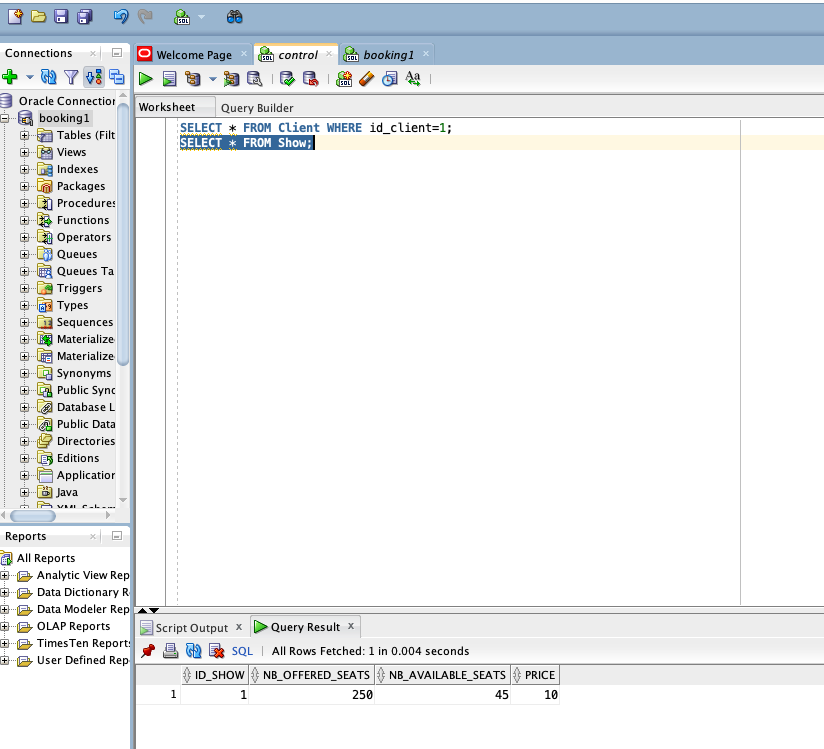 Connections
Oracle Connection
booking1
Tables (Filt
Views
Indexes
Packages
Procedures
Functions
Operators
Queues
Queues Ta
Triggers
Types
Sequences
Materialize
Materialize
Synonyms
Public Sync
Database L
Public Data
Directories
Editions
Application
Java
XML Schem
Reports
All Reports
Analytic View Rep
Data Dictionary R
Data Modeler Rep
OLAP Reports
TimesTen Reports
User Defined Rep
Welcome Page
control
booking1
Worksheet Query Builder
SELECT * FROM Client WHERE id_client=1;
SELECT * FROM Show;
Script Output x Query Result x
SQL | All Rows Fetched: 1 in 0.004 seconds
ID_SHOW NB_OFFERED_SEATS NB_AVAILABLE_SEATS PRICE
1 1 250 45 10